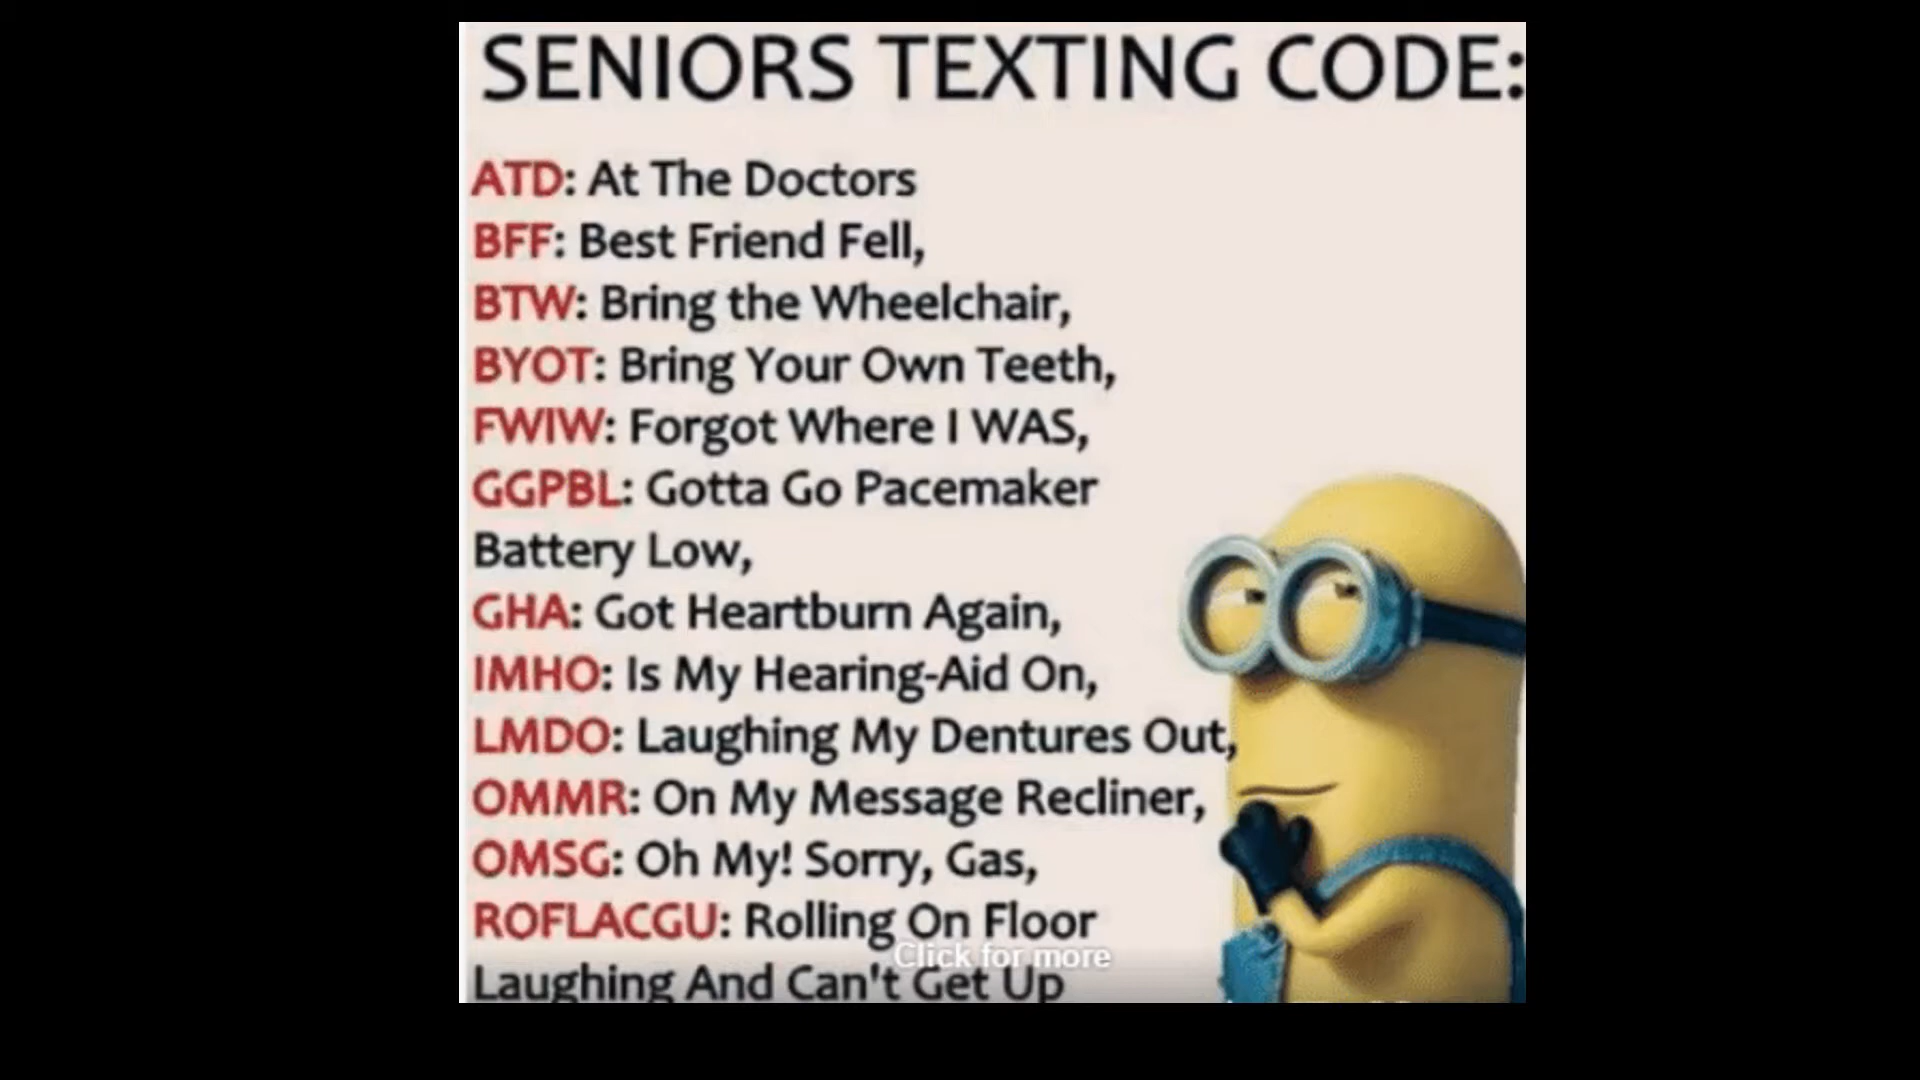 SENIORS TEXTING CODE:
ATD: At The Doctors
BFF: Best Friend Fell,
BTW: Bring the Wheelchair,
BYOT: Bring Your Own Teeth,
FWIW: Forgot Where I WAS,
GGPBL: Gotta Go Pacemaker
Battery Low,
GHA: Got Heartburn Again,
IMHO: Is My Hearing-Aid On,
LMDO: Laughing My Dentures Out,
OMMR: On My Message Recliner,
OMSG: Oh My! Sorry, Gas,
ROFLACGU: Rolling On Floor
Click for more
Laughing And Can't Get Up